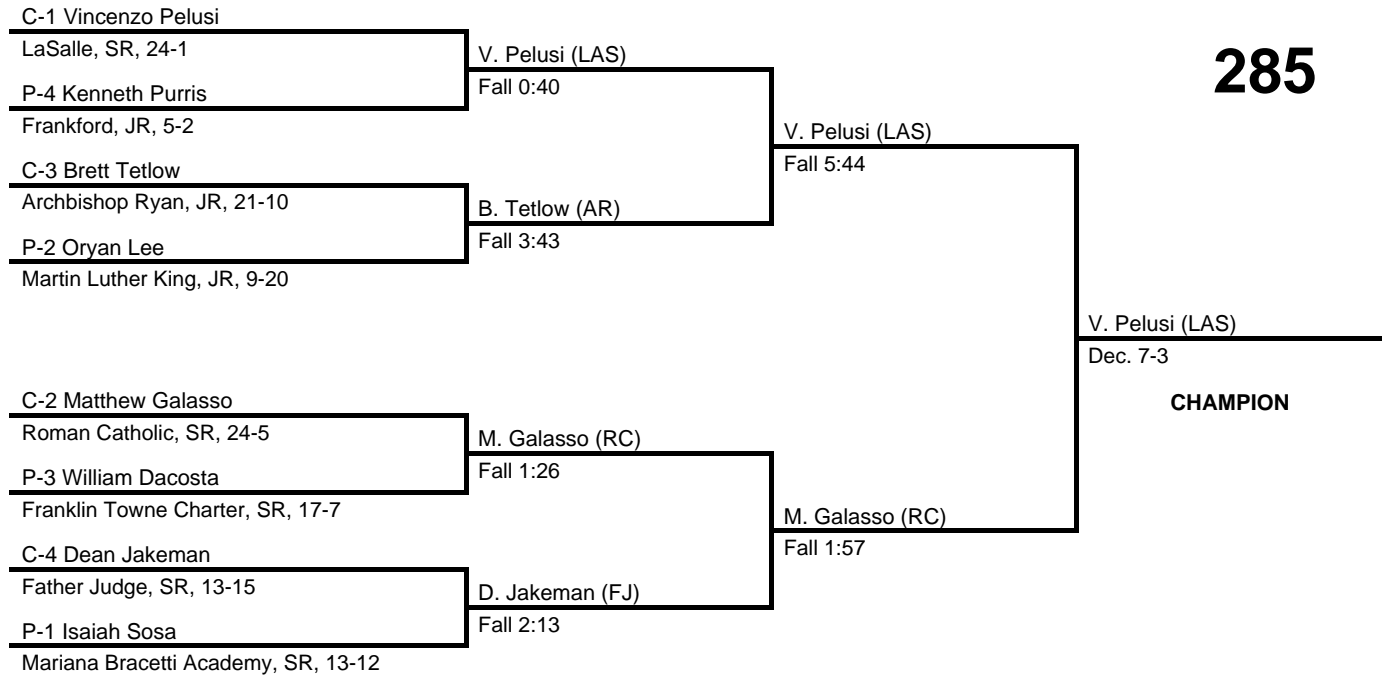 C-1 Vincenzo Pelusi
LaSalle, SR, 24-1
V. Pelusi (LAS)
Fall 0:40
285
P-4 Kenneth Purris
Frankford, JR, 5-2
V. Pelusi (LAS)
Fall 5:44
C-3 Brett Tetlow
Archbishop Ryan, JR, 21-10
B. Tetlow (AR)
Fall 3:43
P-2 Oryan Lee
Martin Luther King, JR, 9-20
V. Pelusi (LAS)
Dec. 7-3
CHAMPION
C-2 Matthew Galasso
Roman Catholic, SR, 24-5
M. Galasso (RC)
Fall 1:26
P-3 William Dacosta
Franklin Towne Charter, SR, 17-7
M. Galasso (RC)
Fall 1:57
C-4 Dean Jakeman
Father Judge, SR, 13-15
D. Jakeman (FJ)
Fall 2:13
P-1 Isaiah Sosa
Mariana Bracetti Academy, SR, 13-12